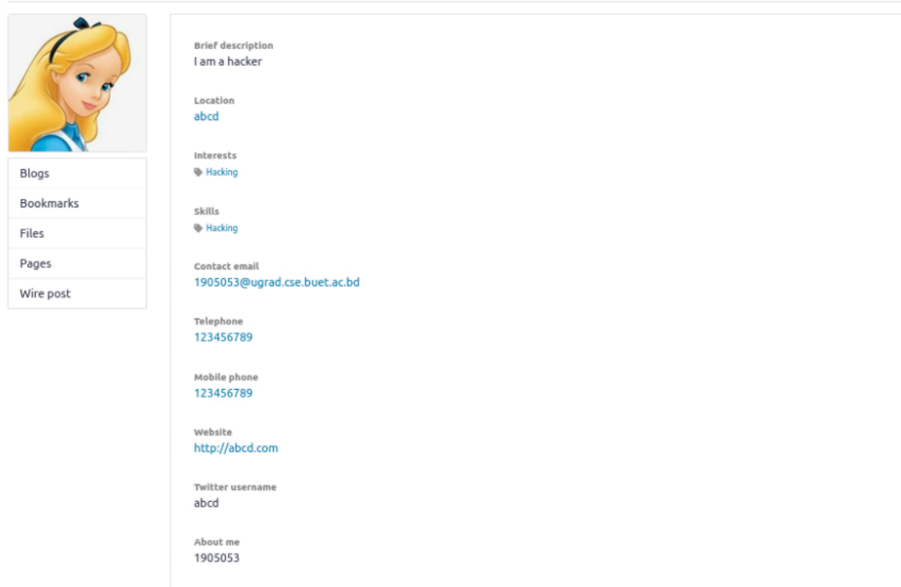 Blogs
Bookmarks
Files
Pages
Wire post
Brief description
I am a hacker
Location
abcd
Interests
Hacking
Skills
Hacking
Contact email
1905053@ugrad.cse.buet.ac.bd
Telephone
123456789
Mobile phone
123456789
Website
http://abcd.com
Twitter username
abcd
About me
1905053